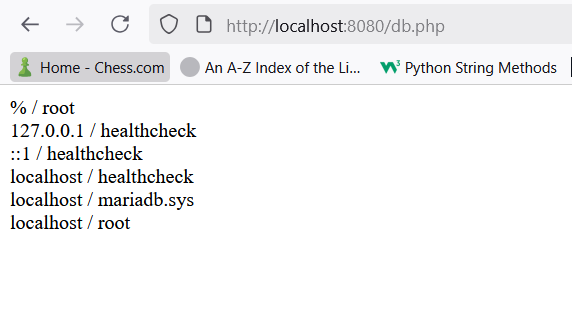 http://localhost:8080/db.php
Home - Chess.com
An A-Z Index of the Li...
W3
Python String Methods
% / root
127.0.0.1 / healthcheck
::1 / healthcheck
localhost / healthcheck
localhost / mariadb.sys
localhost / root